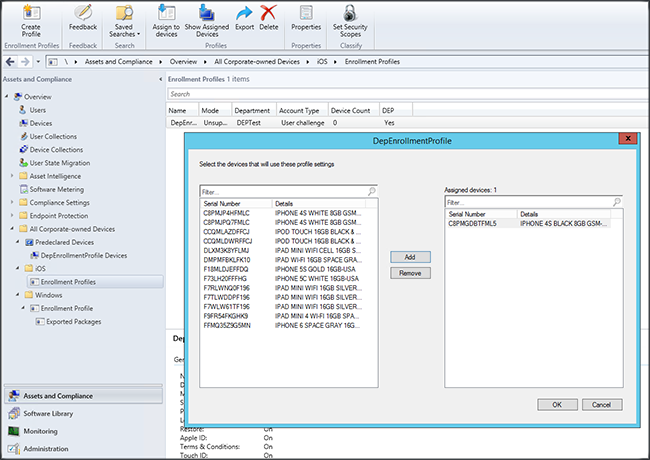 Create Profile
Feedback
Saved Searches
Assign to devices
Show Assigned Devices
Export
Delete
Properties
Set Security Scopes
Enrollment Profiles
Feedback
Search
Profiles
Properties
Classify
\ Assets and Compliance Overview All Corporate-owned Devices iOS Enrollment Profiles
Assets and Compliance
Overview
Users
Devices
User Collections
Device Collections
User State Migration
Asset Intelligence
Software Metering
Compliance Settings
Endpoint Protection
All Corporate-owned Devices
Predeclared Devices
DepEnrollmentProfile Devices
iOS
Enrollment Profiles
Windows
Enrollment Profile
Exported Packages
Assets and Compliance
Software Library
Monitoring
Administration
Enrollment Profiles 1 items
Search
Name Mode Department Account Type Device Count DEP
DepEnr... Unsup... DEPTest User challenge 0 Yes
DepEnrollmentProfile
Select the devices that will use these profile settings
Filter...
Serial Number Details
C8PMJP4HFMLC IPHONE 4S WHITE 8GB GSM...
C8PMJPQ7FMLC IPHONE 4S WHITE 8GB GSM...
CCQMLAZDFFCJ IPOD TOUCH 16GB BLACK & ...
CCQMLDWRFFCJ IPOD TOUCH 16GB BLACK & ...
DLXM3K8YFLMJ IPAD MINI WIFI CELL 16GB S...
DMPMFBKLFK10 IPAD WI-FI 16GB SPACE GRA...
F18MLDJEFFDQ IPHONE 5S GOLD 16GB-USA
F73LH20FFFHG IPHONE 5C WHITE 16GB-USA
F7RLWNQ0F196 IPAD MINI WIFI 16GB SILVER...
F7TLWDDPF196 IPAD MINI WIFI 16GB SILVER...
F7WLW61TF196 IPAD MINI WIFI 16GB SILVER...
F9FR54FKGHK9 IPAD MINI 4 WI-FI 16GB SPA...
FFMQ35Z9G5MN IPHONE 6 SPACE GRAY 16G...
Add
Remove
Assigned devices: 1
Filter...
Serial Number Details
C8PMGDBTFML5 IPHONE 4S BLACK 8GB GSM-...
OK
Cancel
Restore: On
Apple ID: On
Terms & Conditions: On
Touch ID: On